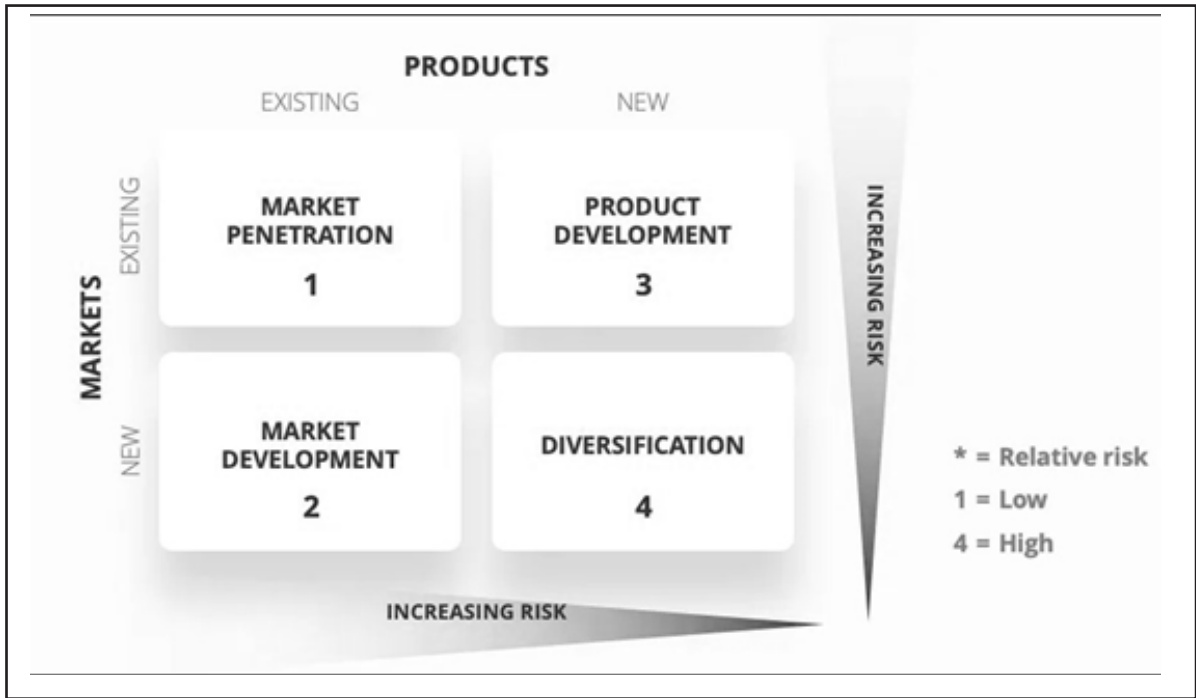 PRODUCTS
EXISTING
NEW
MARKETS
EXISTING
MARKET
PENETRATION
1
PRODUCT
DEVELOPMENT
3
NEW
MARKET
DEVELOPMENT
2
DIVERSIFICATION
4
INCREASING RISK
INCREASING RISK
* = Relative risk
1 = Low
4 = High